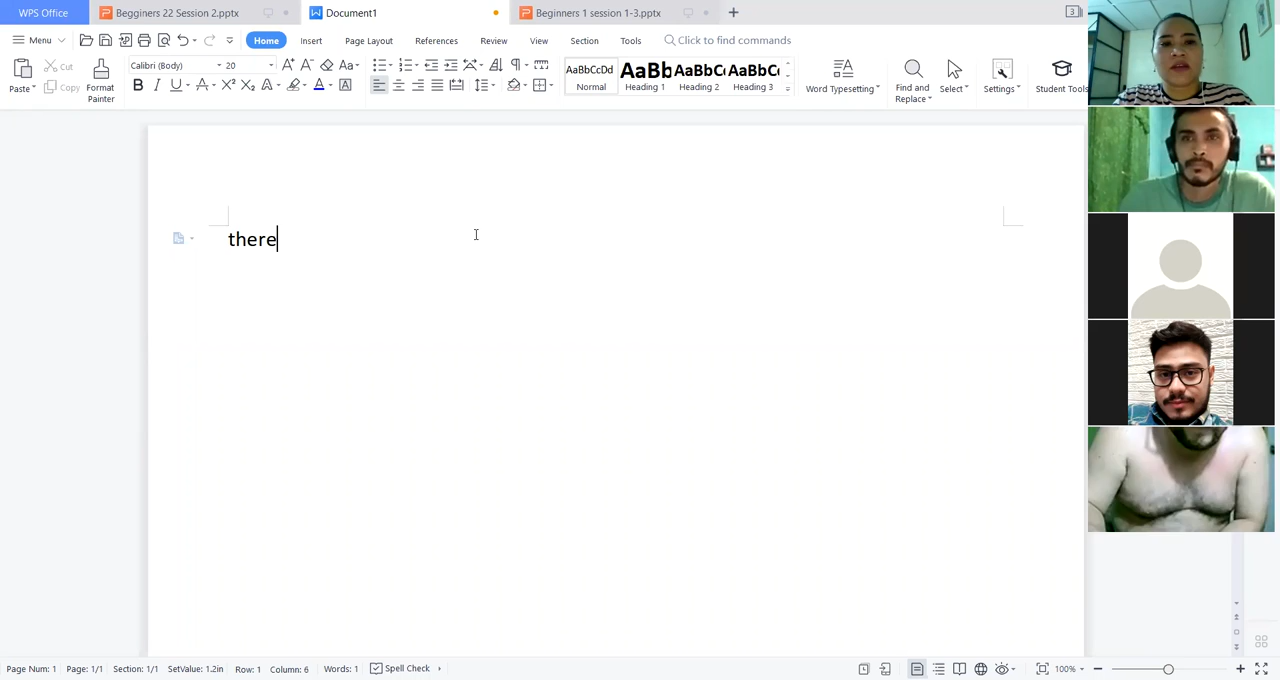 WPS Office Begginers 22 Session 2.pptx Document1 Beginners 1 session 1-3.pptx 3
Menu Home Insert Page Layout References Review View Section Tools Click to find commands
Paste Cut Copy Format Painter Calibri (Body) 20 AaBbCcDd Normal AaBb Heading 1 AaBbC Heading 2 AaBbC Heading 3 Word Typesetting Find and Replace Select Settings Student Tools
there
Page Num: 1 Page: 1/1 Section: 1/1 SetValue: 1.2in Row: 1 Column: 6 Words: 1 Spell Check 100%